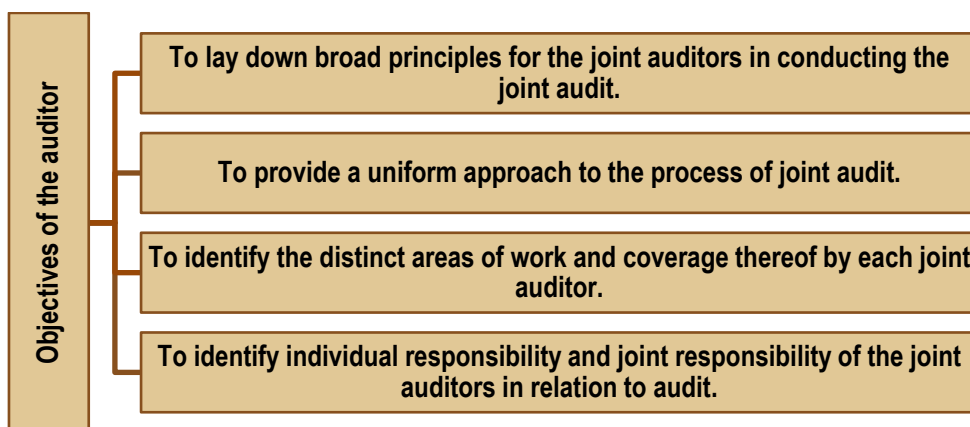 Objectives of the auditor
To lay down broad principles for the joint auditors in conducting the
joint audit.
To provide a uniform approach to the process of joint audit.
To identify the distinct areas of work and coverage thereof by each joint
auditor.
To identify individual responsibility and joint responsibility of the joint
auditors in relation to audit.